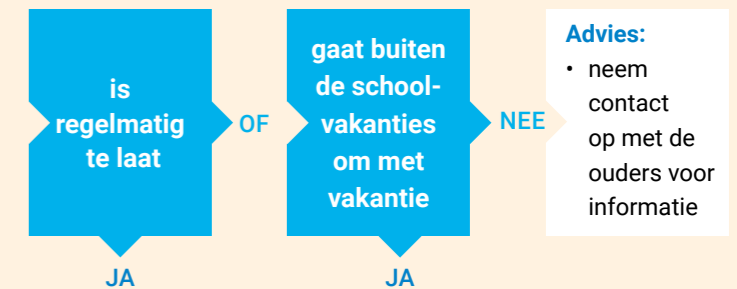 is
regelmatig
te laat
OF
gaat buiten
de school-
vakanties
om met
vakantie
NEE
Advies:
• neem
contact
op met de
ouders voor
informatie
JA
JA